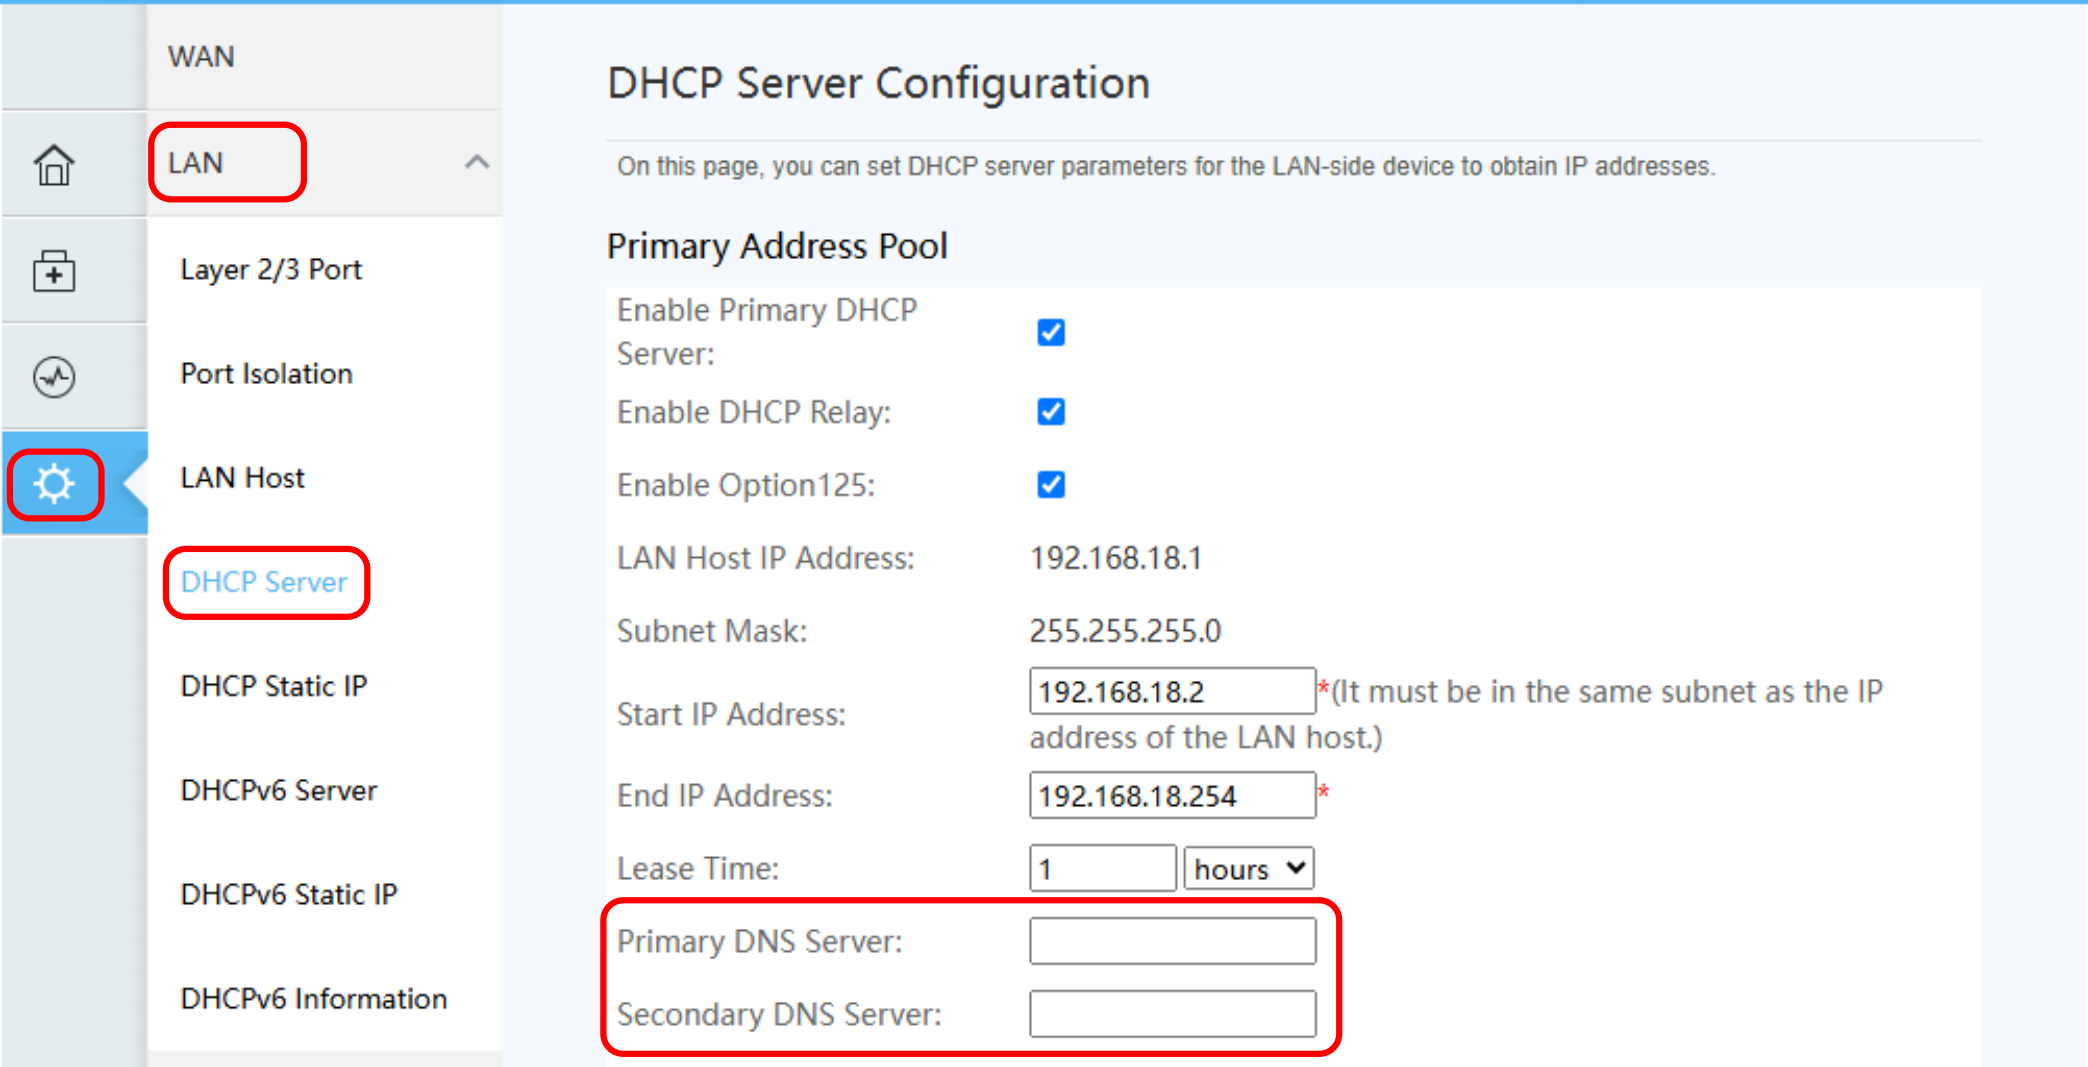 WAN
LAN
Layer 2/3 Port
Port Isolation
LAN Host
DHCP Server
DHCP Static IP
DHCPv6 Server
DHCPv6 Static IP
DHCPv6 Information
DHCP Server Configuration
On this page, you can set DHCP server parameters for the LAN-side device to obtain IP addresses.
Primary Address Pool
Enable Primary DHCP
Server:
Enable DHCP Relay:
Enable Option125:
LAN Host IP Address: 192.168.18.1
Subnet Mask: 255.255.255.0
Start IP Address: 192.168.18.2 *(It must be in the same subnet as the IP
address of the LAN host.)
End IP Address: 192.168.18.254 *
Lease Time: 1 hours
Primary DNS Server:
Secondary DNS Server: